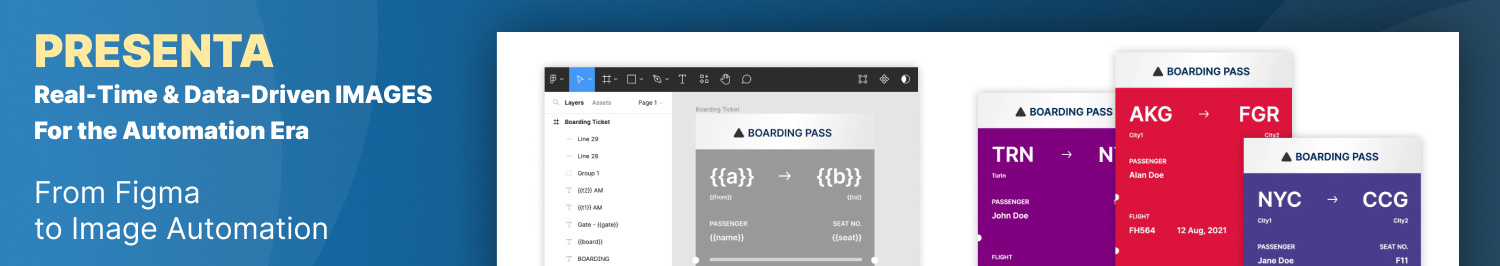 PRESENTA
Real-Time & Data-Driven IMAGES
For the Automation Era
From Figma
to Image Automation
Layers Assets Page 1
Boarding Ticket
Line 29
Line 28
Group 1
{{t2}} AM
{{t1}} AM
Gate - {{gate}}
{{board}}
BOARDING
Boarding Ticket
BOARDING PASS
{{a}} → {{b}}
{{from}} {{to}}
PASSENGER SEAT NO.
{{name}} {{seat}}
BOARDING PASS
TRN → N
Turin
PASSENGER
John Doe
FLIGHT
BOARDING PASS
AKG → FGR
City1 City2
PASSENGER
Alan Doe
FLIGHT
FH564 12 Aug, 2021
BOARDING PASS
NYC → CCG
City1 City2
PASSENGER SEAT NO.
Jane Doe F11